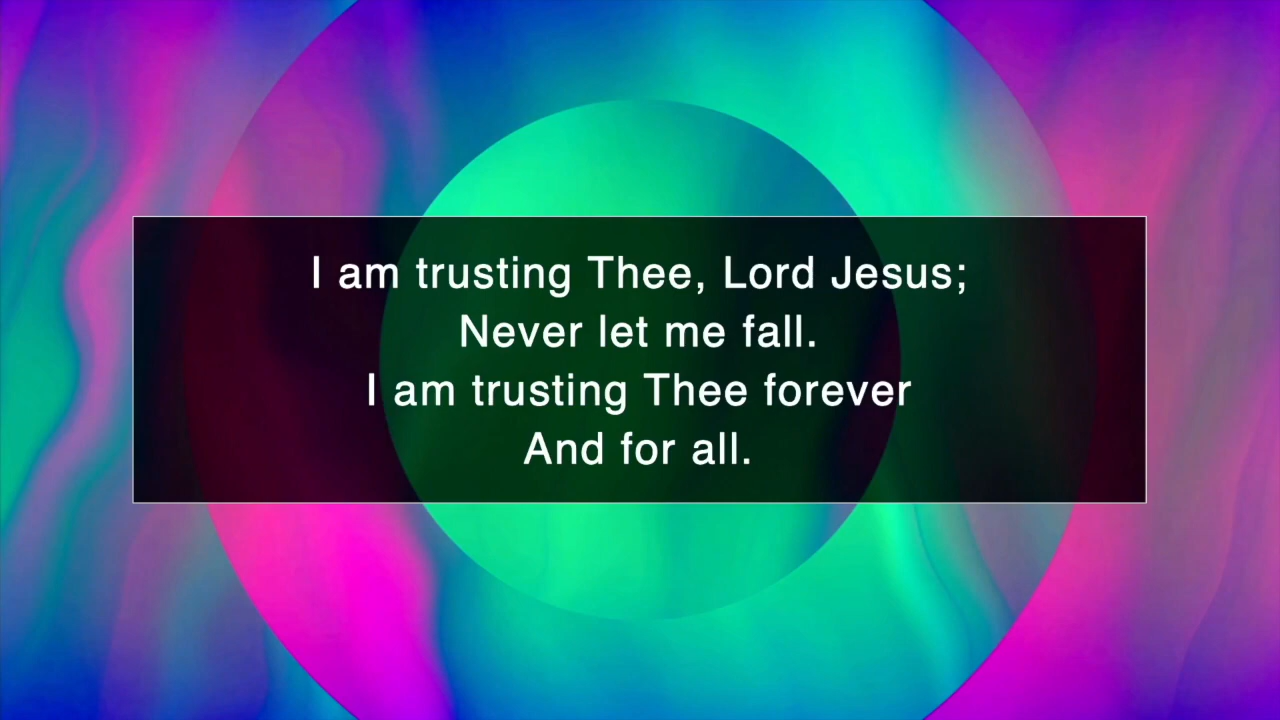 I am trusting Thee, Lord Jesus;
Never let me fall.
I am trusting Thee forever
And for all.